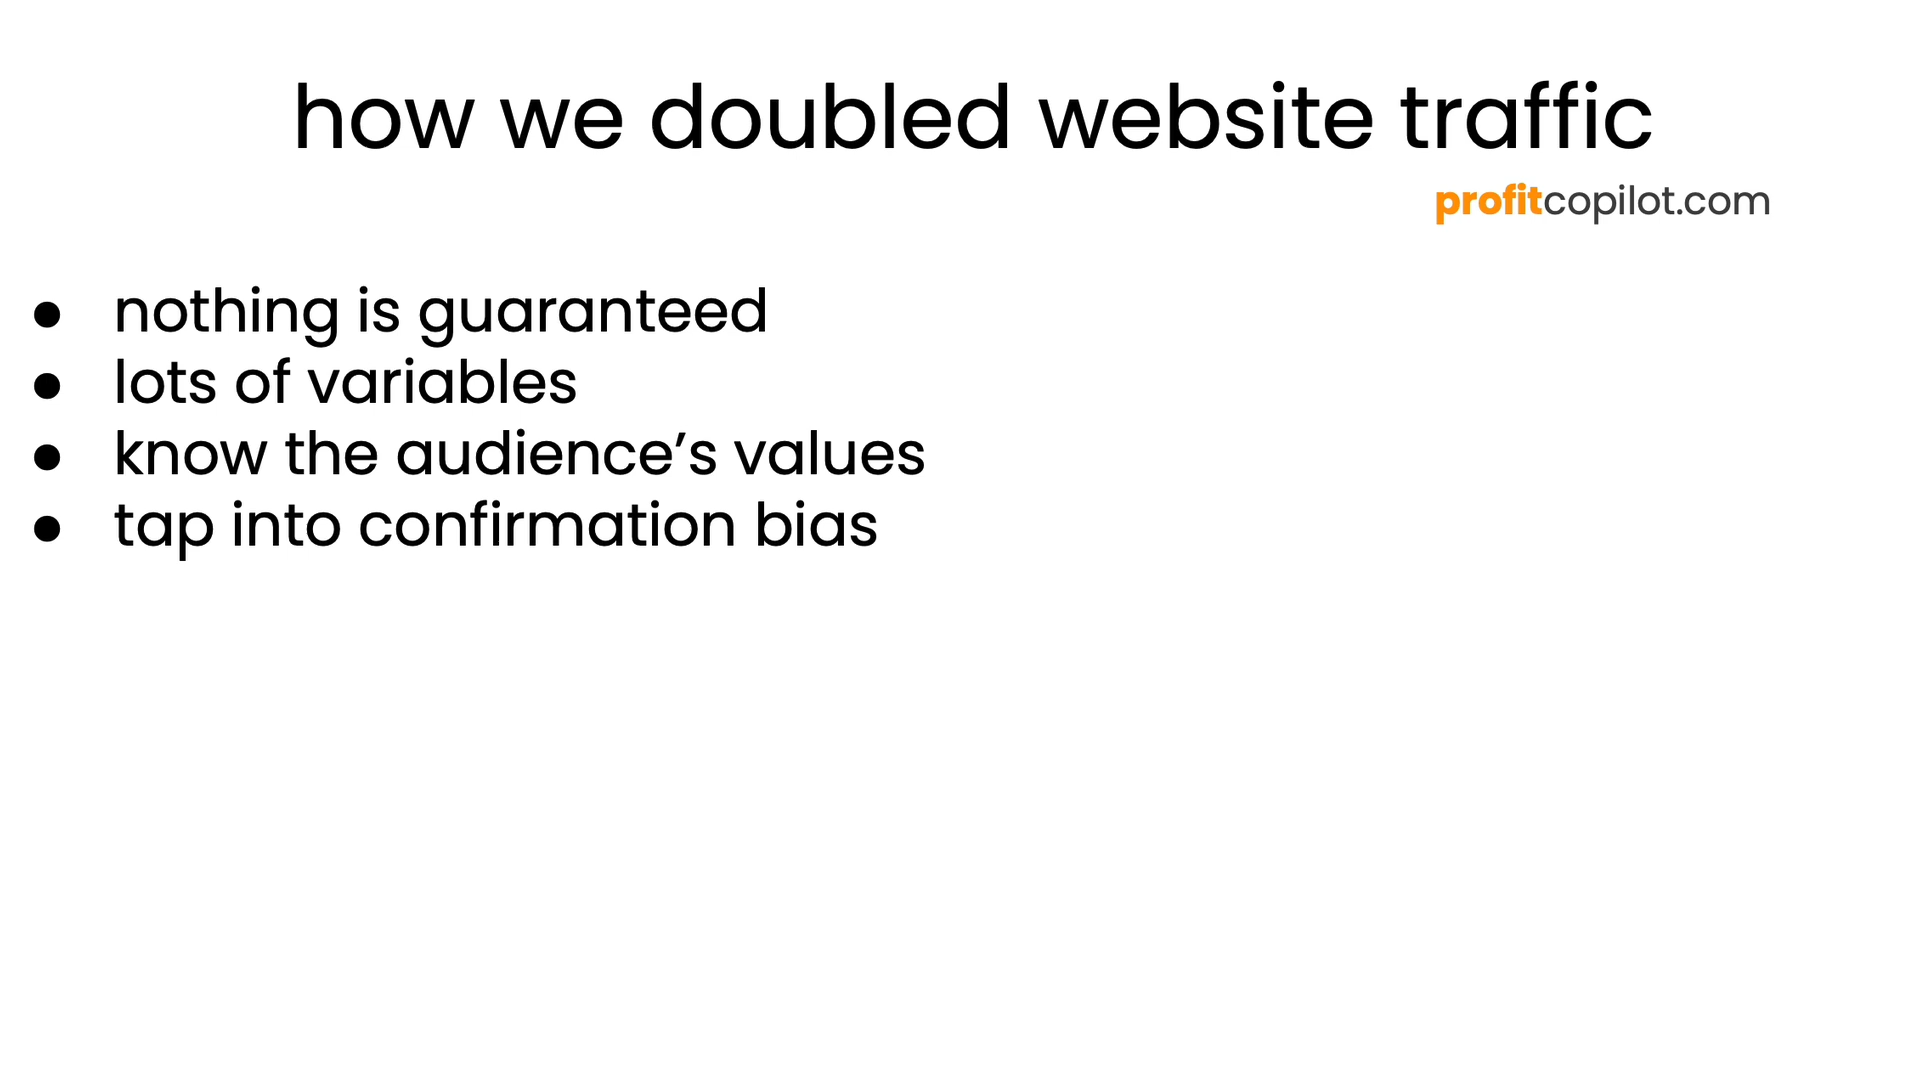 how we doubled website traffic
profitcopilot.com
● nothing is guaranteed
● lots of variables
● know the audience’s values
● tap into confirmation bias